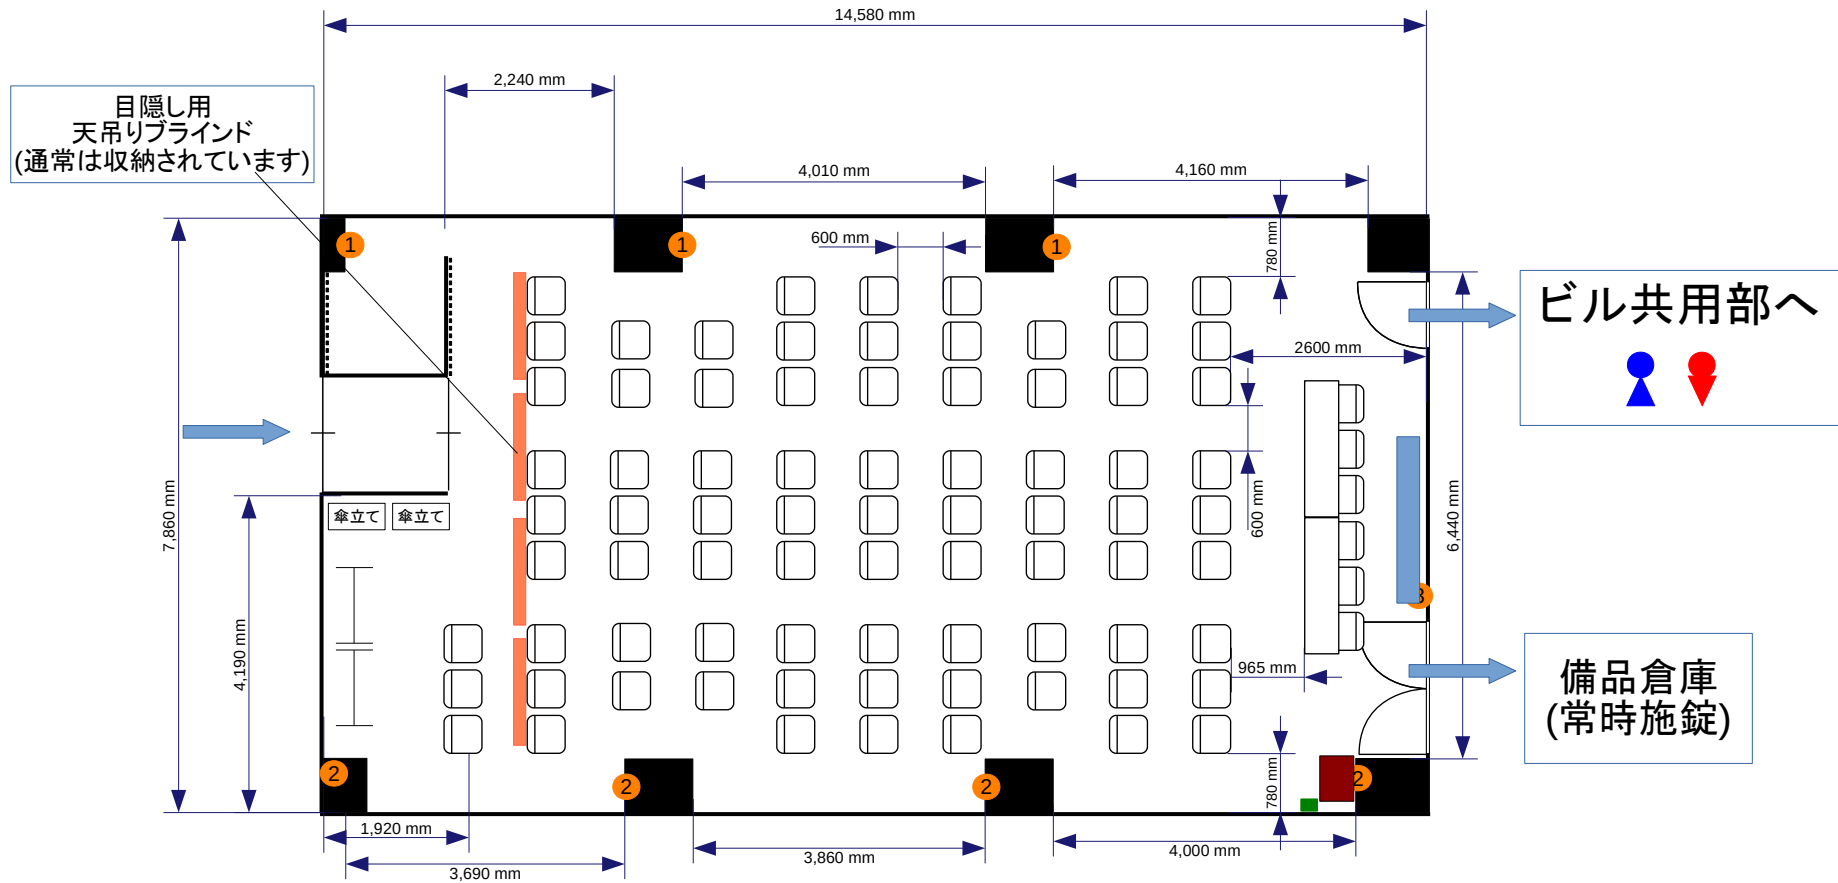 14,580 mm
2,240 mm
目隠し用
天吊りブラインド
(通常は収納されています)
4,010 mm
4,160 mm
1
1
1
600 mm
780 mm
ビル共用部へ
2600 mm
7,860 mm
傘立て
傘立て
600 mm
6,440 mm
3
4,190 mm
965 mm
備品倉庫
(常時施錠)
2
2
2
2
780 mm
1,920 mm
3,690 mm
3,860 mm
4,000 mm